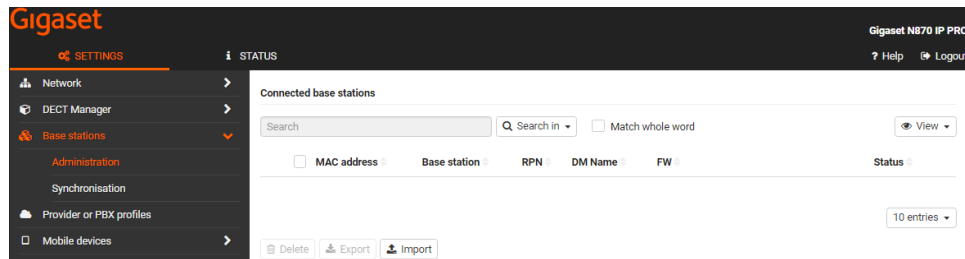 Gigaset
Gigaset N870 IP PRO
SETTINGS
STATUS
? Help
Logout
Network
DECT Manager
Base stations
Administration
Synchronisation
Provider or PBX profiles
Mobile devices
Connected base stations
Search
Search in
Match whole word
View
MAC address Base station RPN DM Name FW Status
10 entries
Delete Export Import